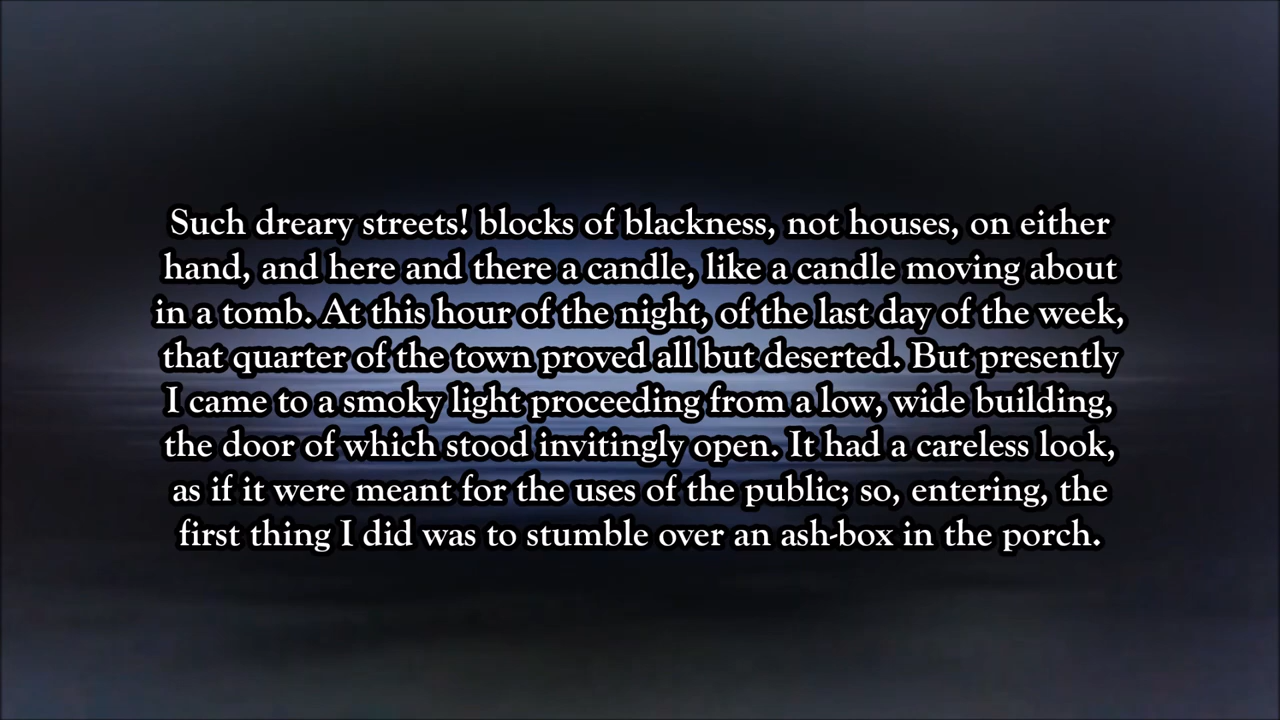 Such dreary streets! blocks of blackness, not houses, on either
hand, and here and there a candle, like a candle moving about
in a tomb. At this hour of the night, of the last day of the week,
that quarter of the town proved all but deserted. But presently
I came to a smoky light proceeding from a low, wide building,
the door of which stood invitingly open. It had a careless look,
as if it were meant for the uses of the public; so, entering, the
first thing I did was to stumble over an ash-box in the porch.